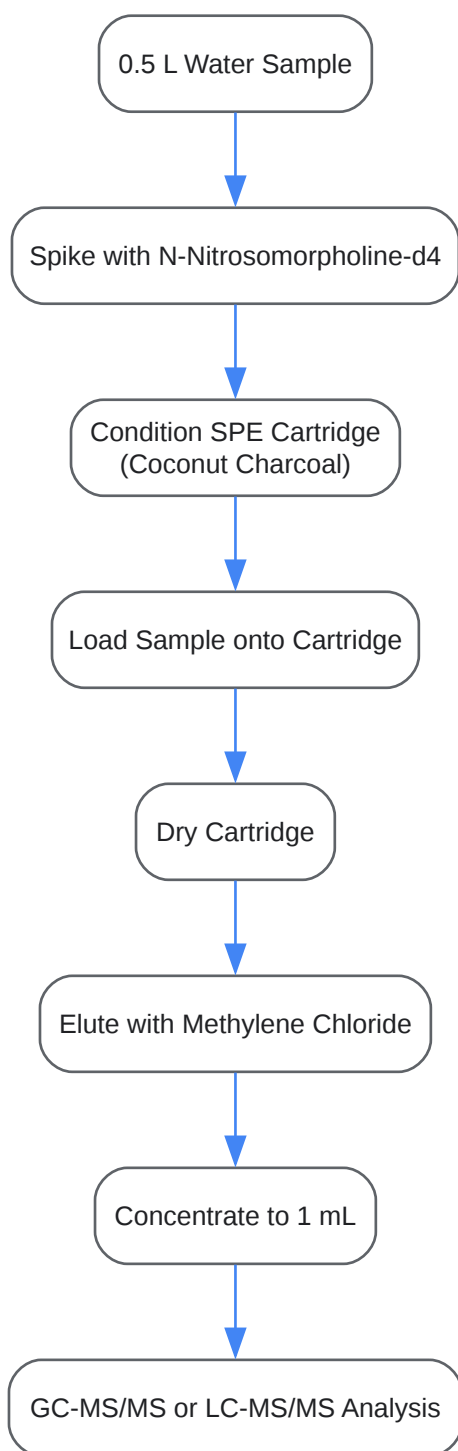 0.5 L Water Sample
Spike with N-Nitrosomorpholine-d4
Condition SPE Cartridge
(Coconut Charcoal)
Load Sample onto Cartridge
Dry Cartridge
Elute with Methylene Chloride
Concentrate to 1 mL
GC-MS/MS or LC-MS/MS Analysis